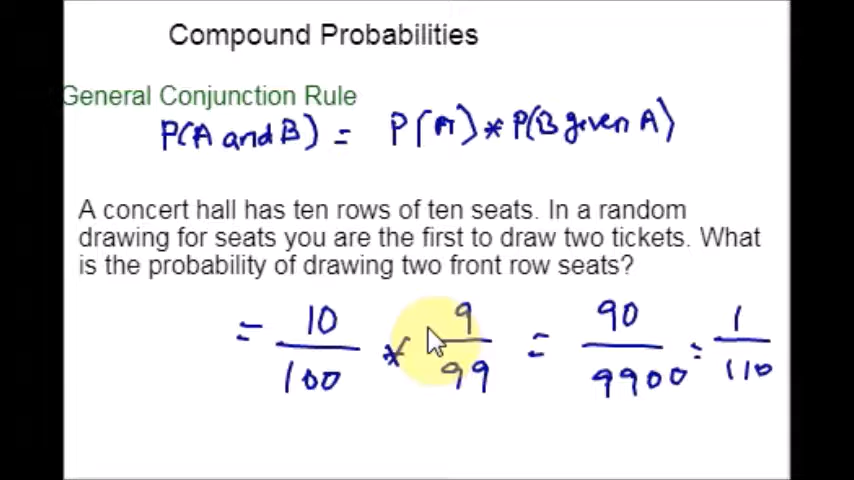 Compound Probabilities
General Conjunction Rule
P(A and B) = P(A) * P(B given A)
A concert hall has ten rows of ten seats. In a random
drawing for seats you are the first to draw two tickets. What
is the probability of drawing two front row seats?
= 10/100 * 9/99 = 90/9900 = 1/110